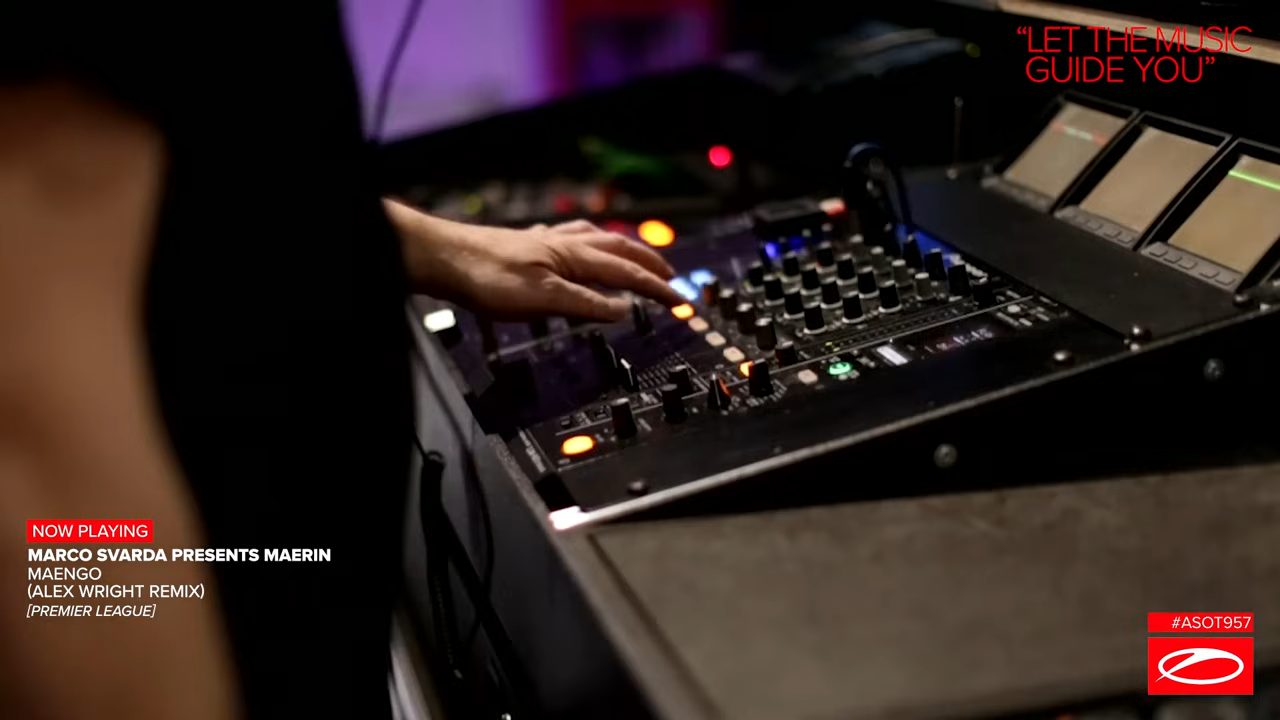 “LET THE MUSIC
GUIDE YOU”
NOW PLAYING
MARCO SVARDA PRESENTS MAERIN
MAENGO
(ALEX WRIGHT REMIX)
[PREMIER LEAGUE]
#ASOT957